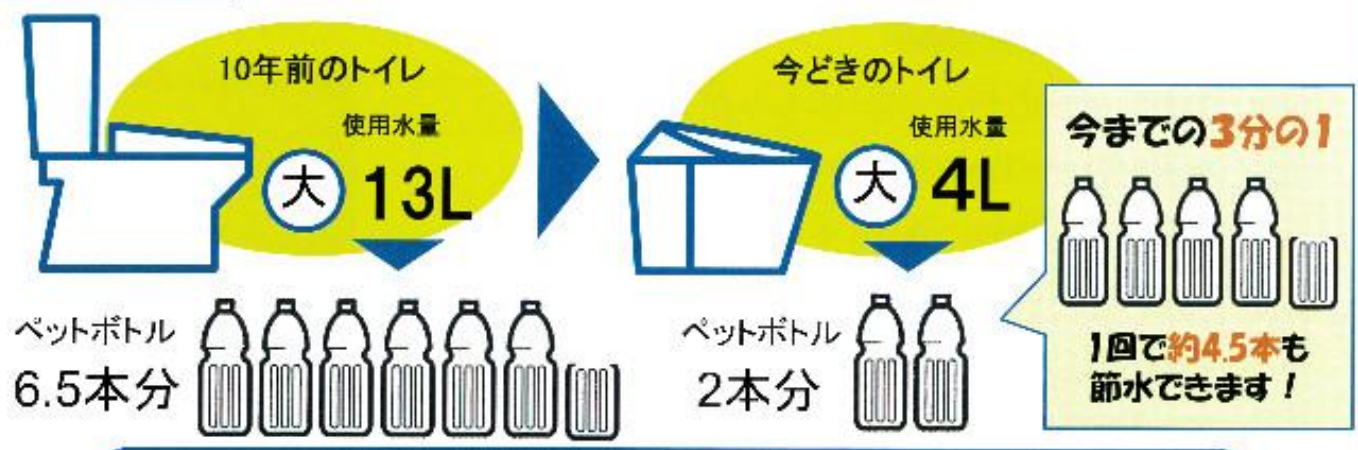 10年前のトイレ
使用水量
大 13L
ペットボトル
6.5本分
今どきのトイレ
使用水量
大 4L
ペットボトル
2本分
今までの3分の1
1回で約4.5本も
節水できます!